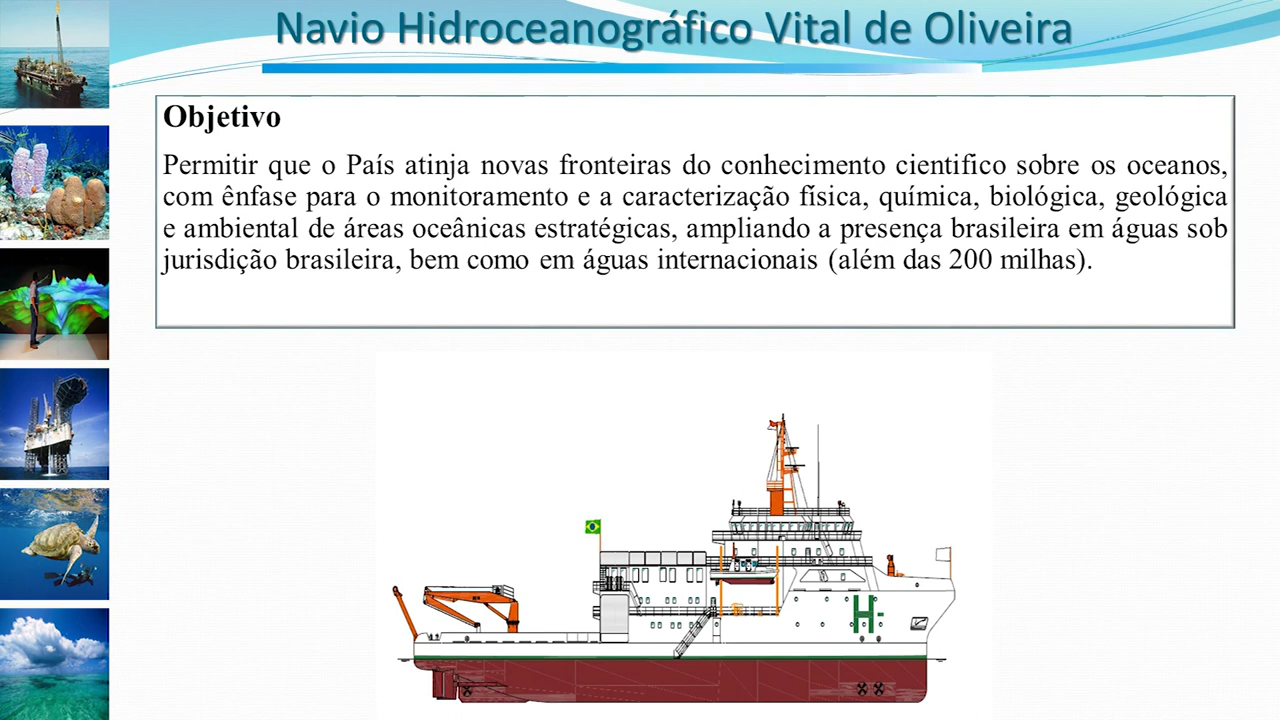 Navio Hidroceanográfico Vital de Oliveira
Objetivo
Permitir que o País atinja novas fronteiras do conhecimento cientifico sobre os oceanos,
com ênfase para o monitoramento e a caracterização física, química, biológica, geológica
e ambiental de áreas oceânicas estratégicas, ampliando a presença brasileira em águas sob
jurisdição brasileira, bem como em águas internacionais (além das 200 milhas).
H-